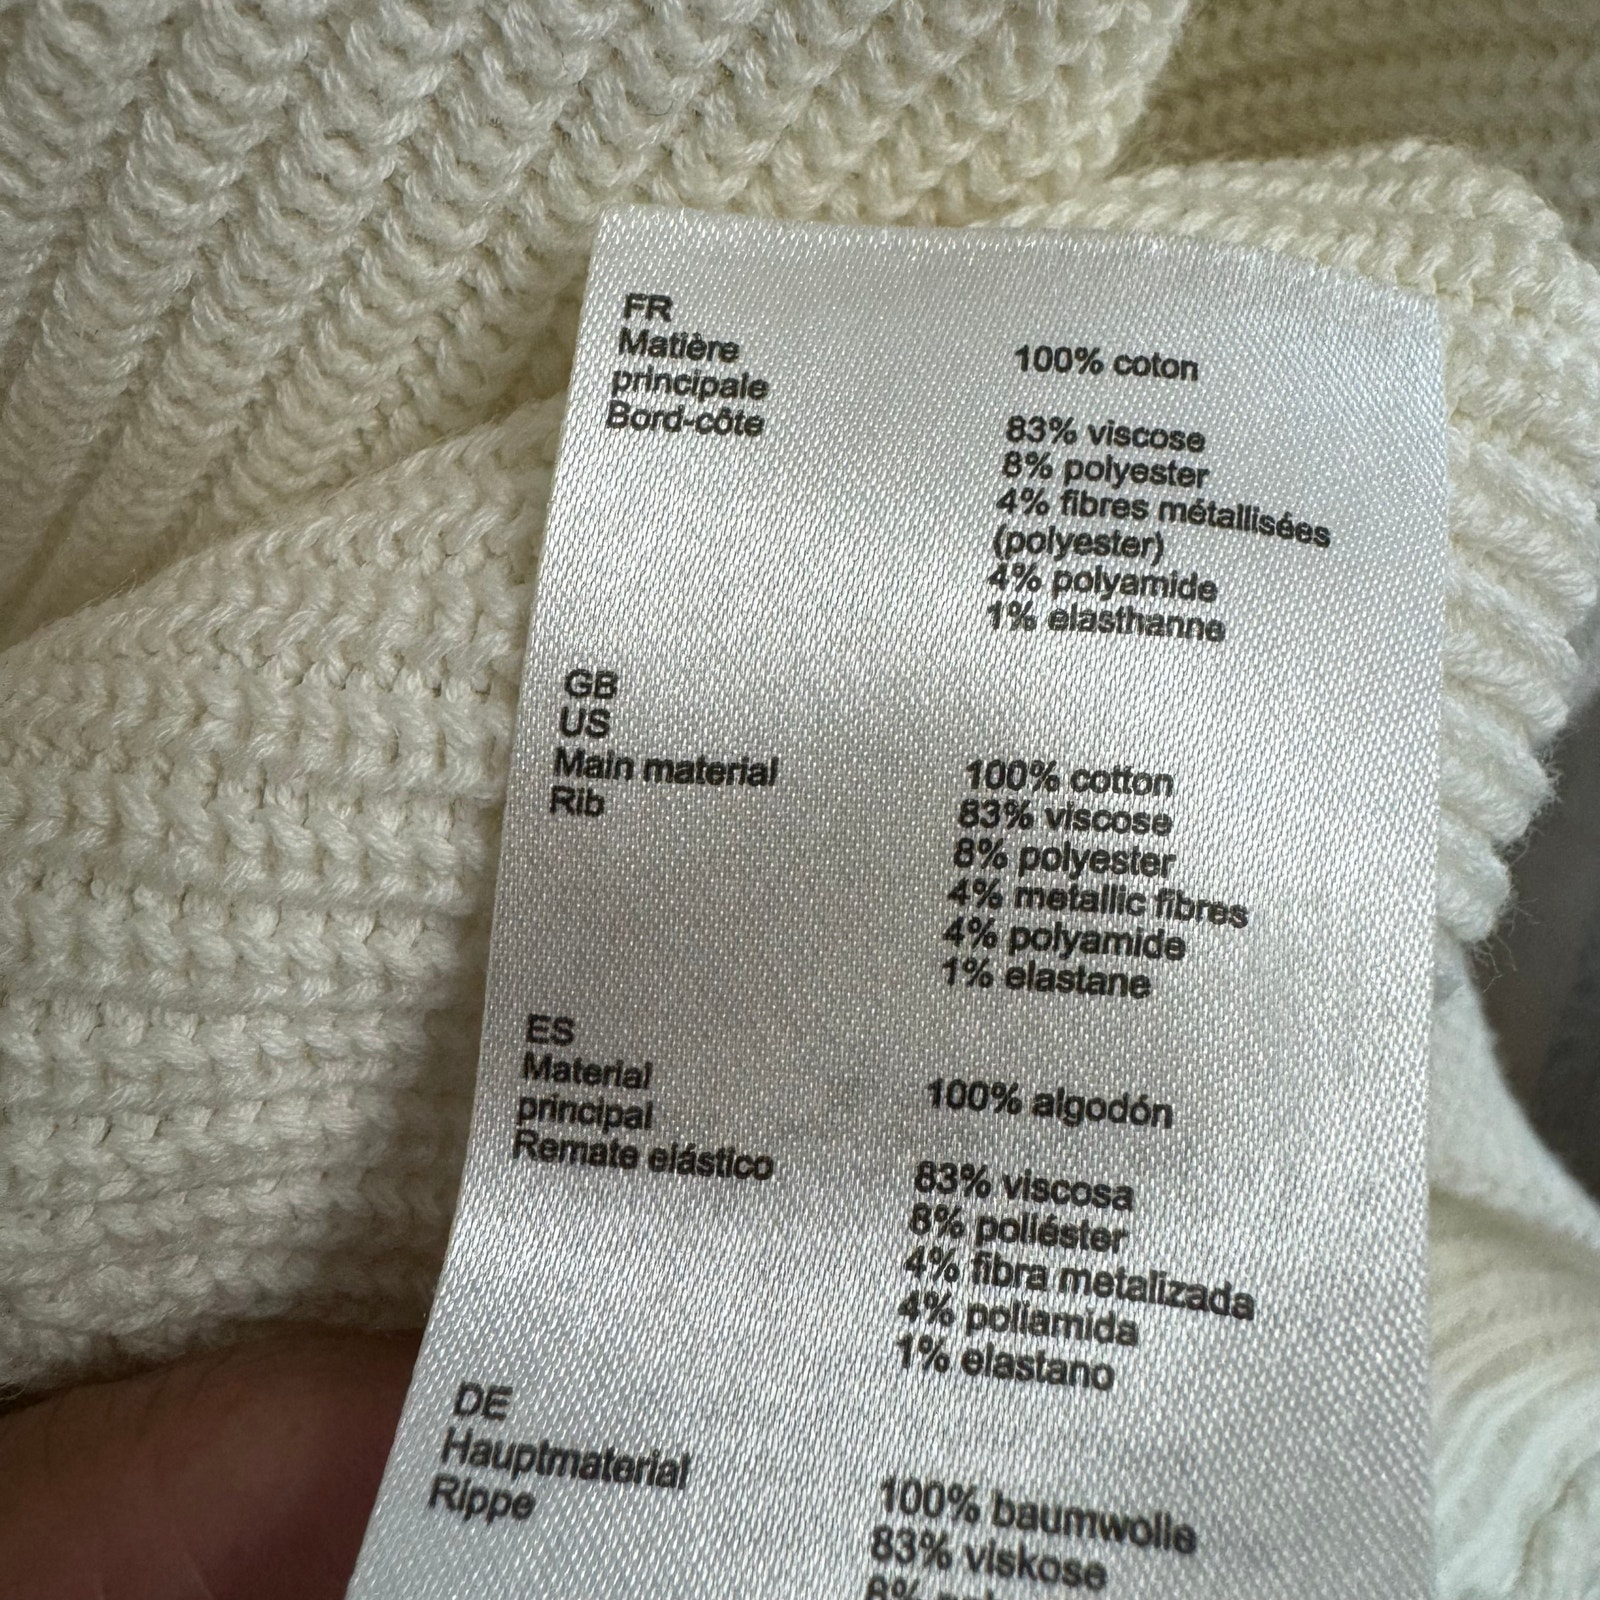 FR
Matière
principale
100% coton
Bord-côte
83% viscose
8% polyester
4% fibres métallisées
(polyester)
4% polyamide
1% elasthanne
GB
US
Main material
100% cotton
Rib
83% viscose
8% polyester
4% metallic fibres
4% polyamide
1% elastane
ES
Material
principal
100% algodón
Remate elástico
83% viscosa
8% poliéster
4% fibra metalizada
4% poliamida
1% elastano
DE
Hauptmaterial
100% baumwolle
Rippe
83% viskose
8%